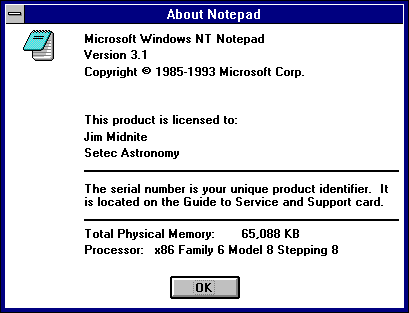 About Notepad
Microsoft Windows NT Notepad
Version 3.1
Copyright © 1985-1993 Microsoft Corp.
This product is licensed to:
Jim Midnite
Setec Astronomy
The serial number is your unique product identifier. It
is located on the Guide to Service and Support card.
Total Physical Memory: 65,088 KB
Processor: x86 Family 6 Model 8 Stepping 8
OK